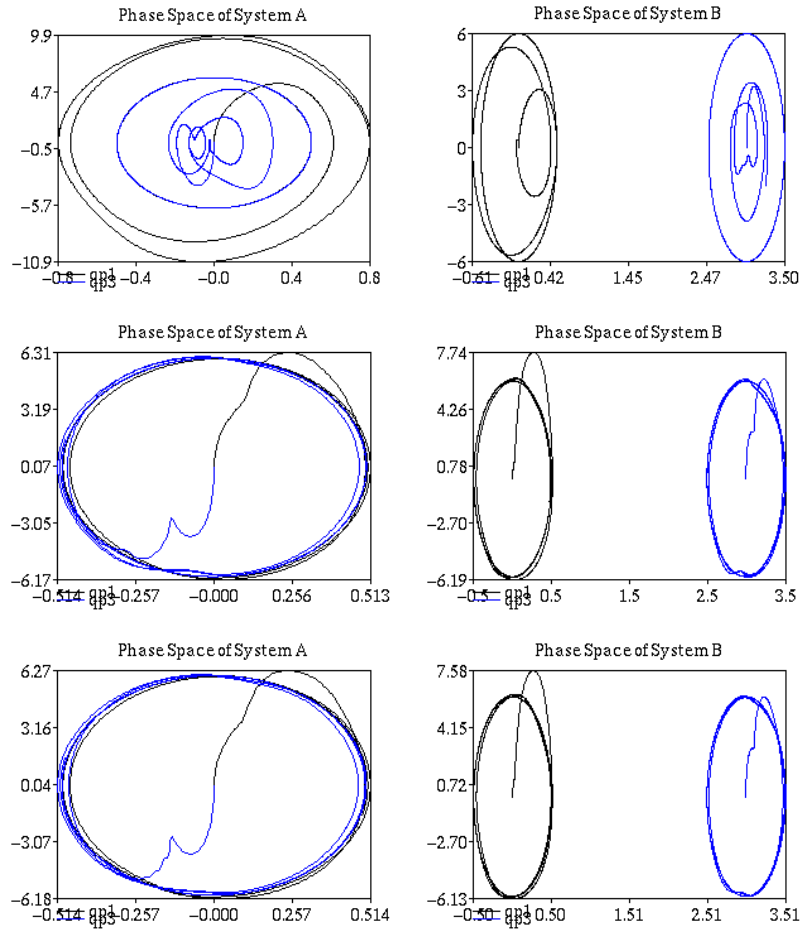 Phase Space of System A
9.9
4.7
−0.5
−5.7
−10.9
−0.8 −0.4 −0.0 0.4 0.8
qp1
qp3
Phase Space of System B
6
3
0
−3
−6
−0.61 0.42 1.45 2.47 3.50
qp1
qp3
Phase Space of System A
6.31
3.19
0.07
−3.05
−6.17
−0.514 −0.257 −0.000 0.256 0.513
qp1
qp3
Phase Space of System B
7.74
4.26
0.78
−2.70
−6.19
−0.5 0.5 1.5 2.5 3.5
qp1
qp3
Phase Space of System A
6.27
3.16
0.04
−3.07
−6.18
−0.514 −0.257 −0.000 0.257 0.514
qp1
qp3
Phase Space of System B
7.58
4.15
0.72
−2.70
−6.13
−0.50 0.50 1.51 2.51 3.51
qp1
qp3